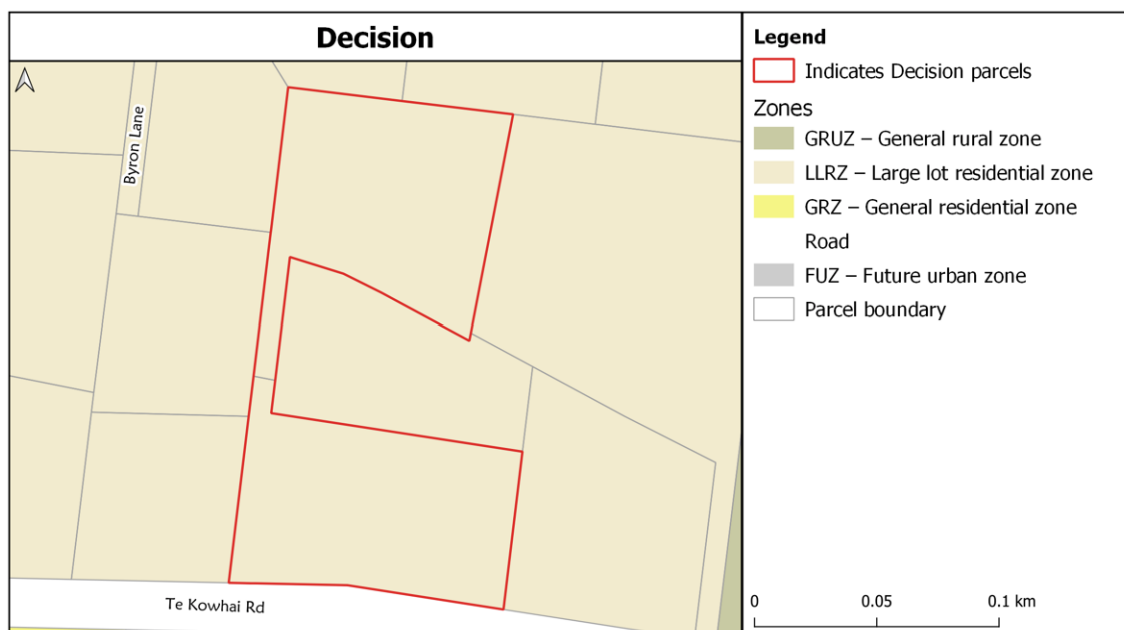 Decision
Byron Lane
Te Kowhai Rd
Legend
Indicates Decision parcels
Zones
GRUZ – General rural zone
LLRZ – Large lot residential zone
GRZ – General residential zone
Road
FUZ – Future urban zone
Parcel boundary
0 0.05 0.1 km